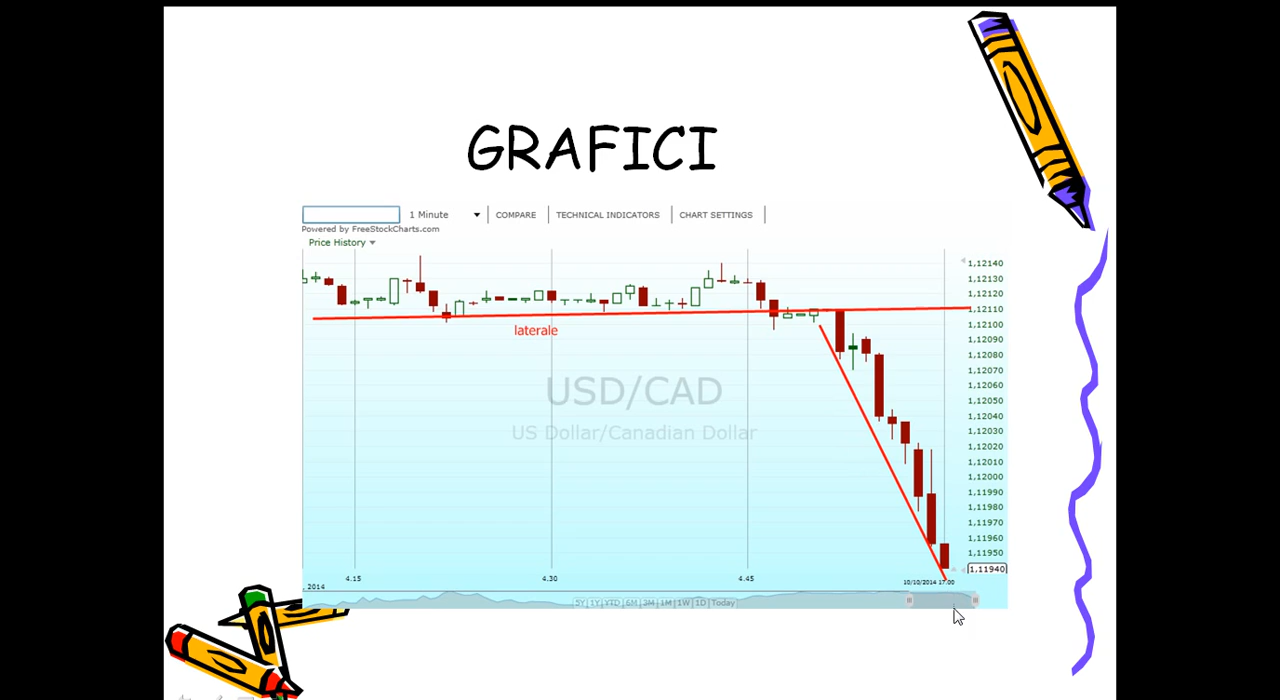 GRAFICI
1 Minute COMPARE TECHNICAL INDICATORS CHART SETTINGS
Powered by FreeStockCharts.com
Price History
1,12140
1,12130
1,12120
1,12110
1,12100
1,12090
1,12080
1,12070
1,12060
1,12050
1,12040
1,12030
1,12020
1,12010
1,12000
1,11990
1,11980
1,11970
1,11960
1,11950
1,11940
laterale
USD/CAD
US Dollar/Canadian Dollar
4.15 4.30 4.45 10/10/2014 17.00
, 2014
5Y|1Y|YTD|6M|3M|1M|1W|1D|Today